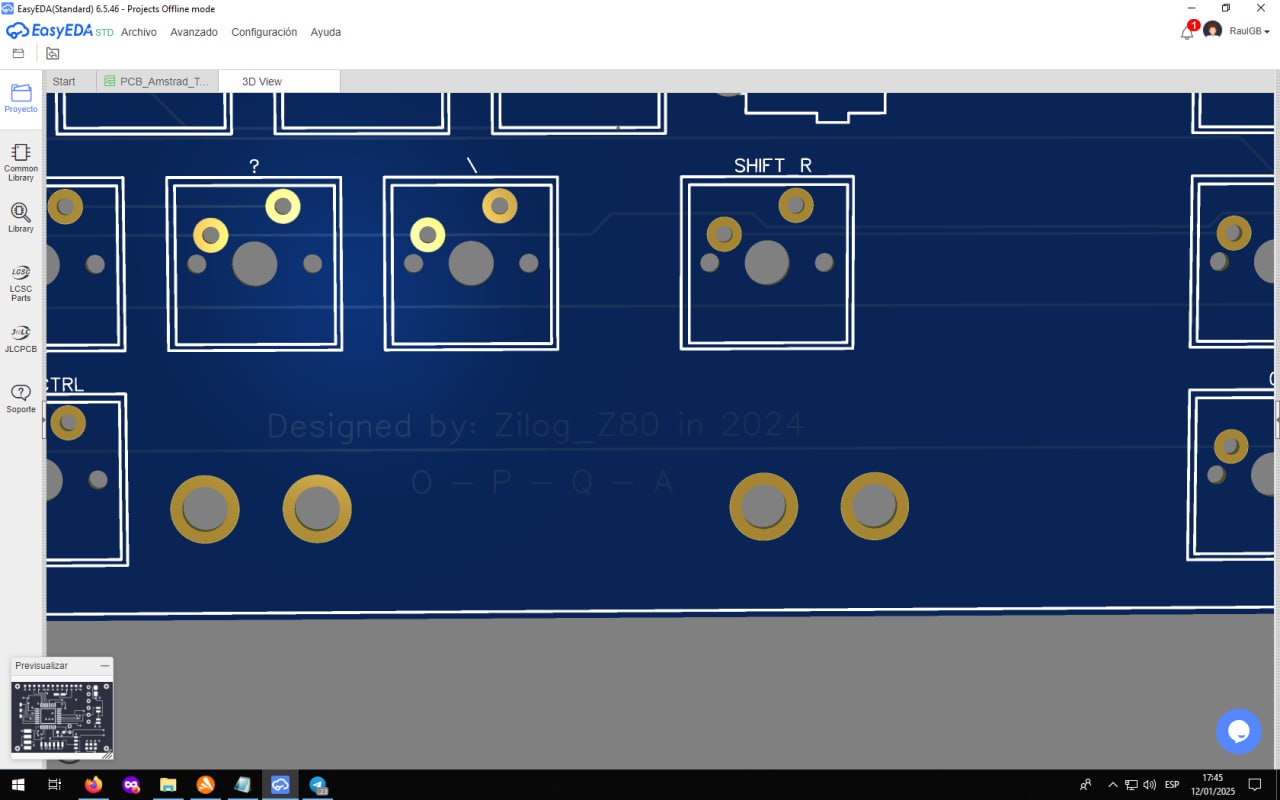 EasyEDA(Standard) 6.5.46 - Projects Offline mode
EasyEDA STD Archivo Avanzado Configuración Ayuda
1
RaulGB
Start PCB_Amstrad_T... 3D View
Proyecto
Common
Library
Library
LCSC
LCSC
Parts
JLC
JLCPCB
Soporte
? \ SHIFT R
CTRL
Designed by: Zilog_Z80 in 2024
O - P - Q - A
Previsualizar
ESP
17:45
12/01/2025